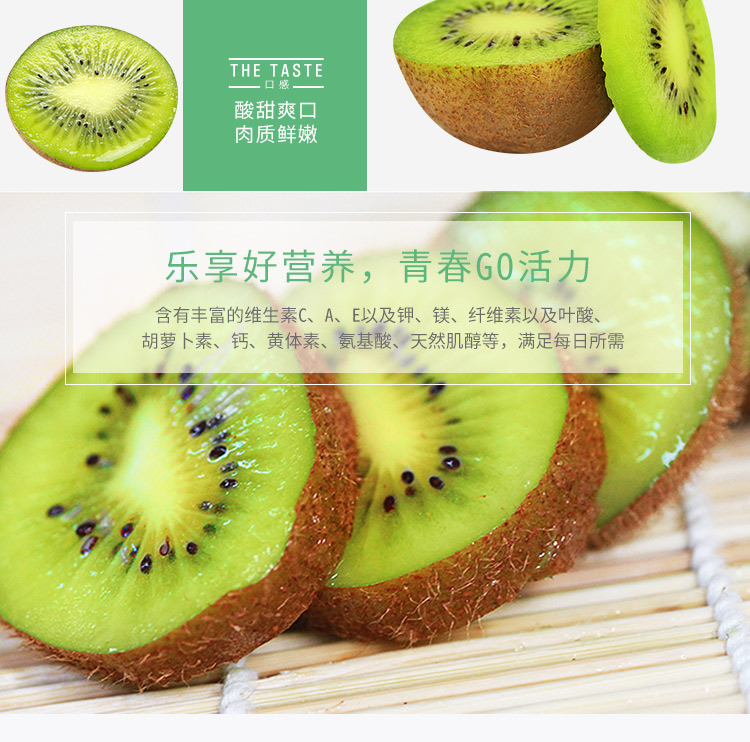 THE TASTE
口感
酸甜爽口
肉质鲜嫩
乐享好营养，青春GO活力
含有丰富的维生素C、A、E以及钾、镁、纤维素以及叶酸、
胡萝卜素、钙、黄体素、氨基酸、天然肌醇等，满足每日所需